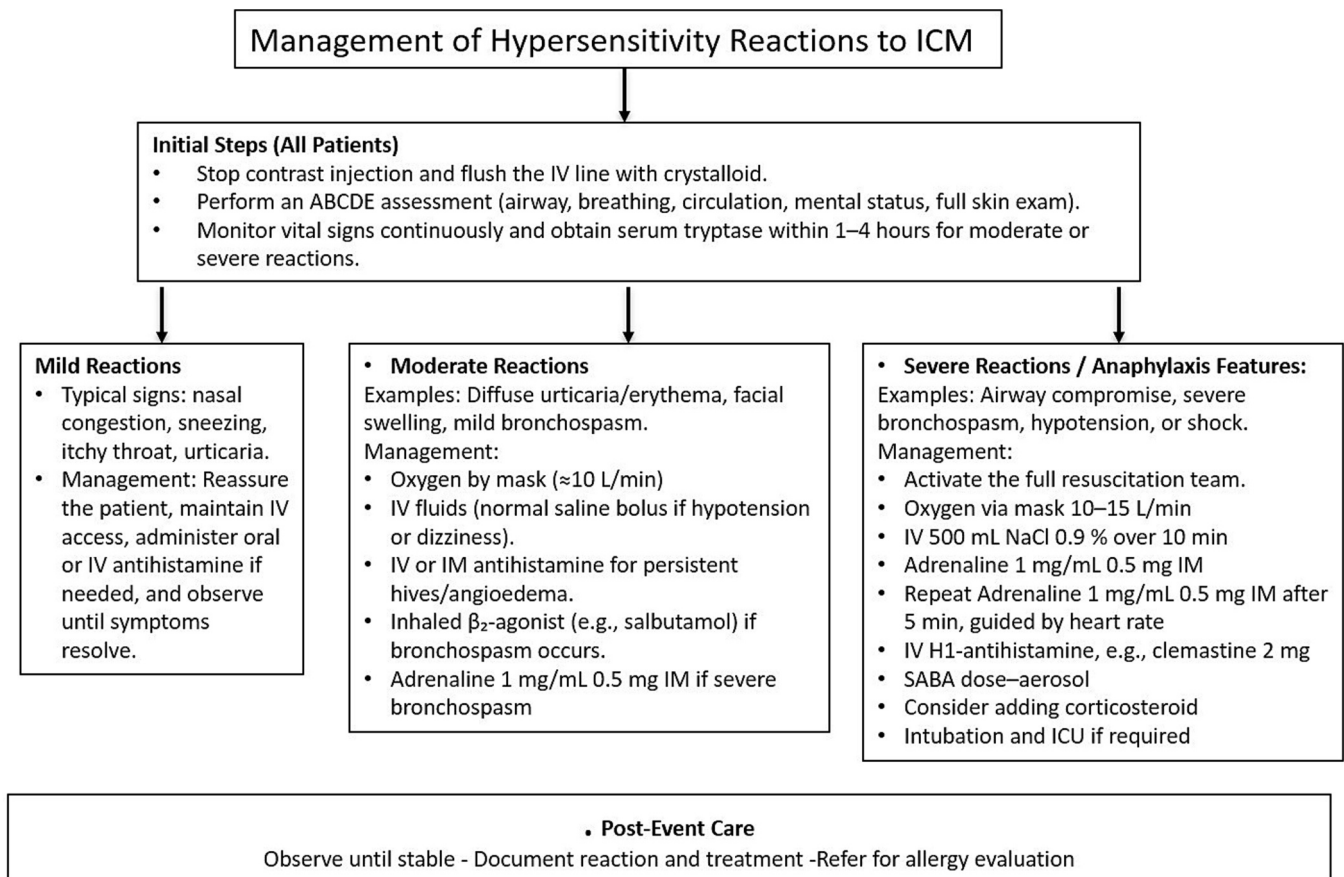 Management of Hypersensitivity Reactions to ICM
Initial Steps (All Patients)
• Stop contrast injection and flush the IV line with crystalloid.
• Perform an ABCDE assessment (airway, breathing, circulation, mental status, full skin exam).
• Monitor vital signs continuously and obtain serum tryptase within 1–4 hours for moderate or
severe reactions.
Mild Reactions
• Typical signs: nasal
congestion, sneezing,
itchy throat, urticaria.
• Management: Reassure
the patient, maintain IV
access, administer oral
or IV antihistamine if
needed, and observe
until symptoms
resolve.
• Moderate Reactions
Examples: Diffuse urticaria/erythema, facial
swelling, mild bronchospasm.
Management:
• Oxygen by mask (≈10 L/min)
• IV fluids (normal saline bolus if hypotension
or dizziness).
• IV or IM antihistamine for persistent
hives/angioedema.
• Inhaled β₂-agonist (e.g., salbutamol) if
bronchospasm occurs.
• Adrenaline 1 mg/mL 0.5 mg IM if severe
bronchospasm
• Severe Reactions / Anaphylaxis Features:
Examples: Airway compromise, severe
bronchospasm, hypotension, or shock.
Management:
• Activate the full resuscitation team.
• Oxygen via mask 10–15 L/min
• IV 500 mL NaCl 0.9 % over 10 min
• Adrenaline 1 mg/mL 0.5 mg IM
• Repeat Adrenaline 1 mg/mL 0.5 mg IM after
5 min, guided by heart rate
• IV H1-antihistamine, e.g., clemastine 2 mg
• SABA dose–aerosol
• Consider adding corticosteroid
• Intubation and ICU if required
. Post-Event Care
Observe until stable - Document reaction and treatment -Refer for allergy evaluation